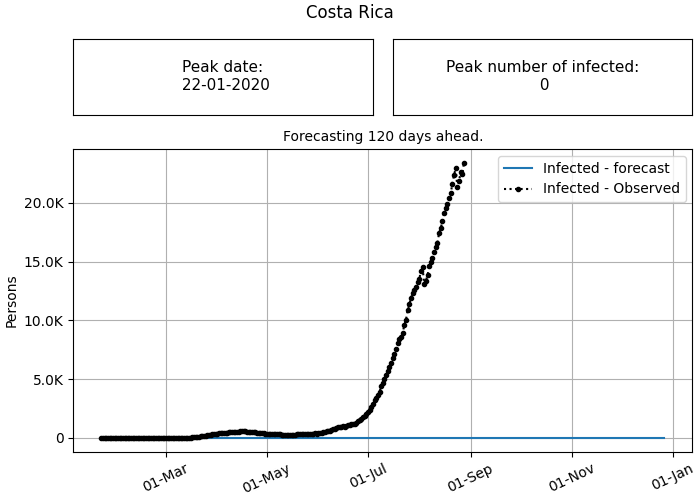 Costa Rica
Peak date:
22-01-2020
Peak number of infected:
0
Forecasting 120 days ahead.
Infected - forecast
Infected - Observed
Persons
20.0K
15.0K
10.0K
5.0K
0
01-Mar
01-May
01-Jul
01-Sep
01-Nov
01-Jan